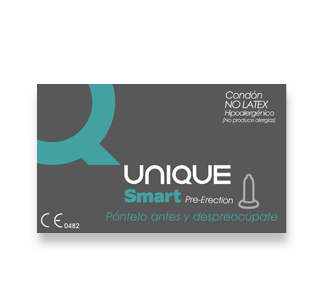 Condón
NO LATEX
Hipoalergénico
(No produce alergias)
UNIQUE
Smart Pre-Erection
CE 0482
Póntelo antes y despreocúpate